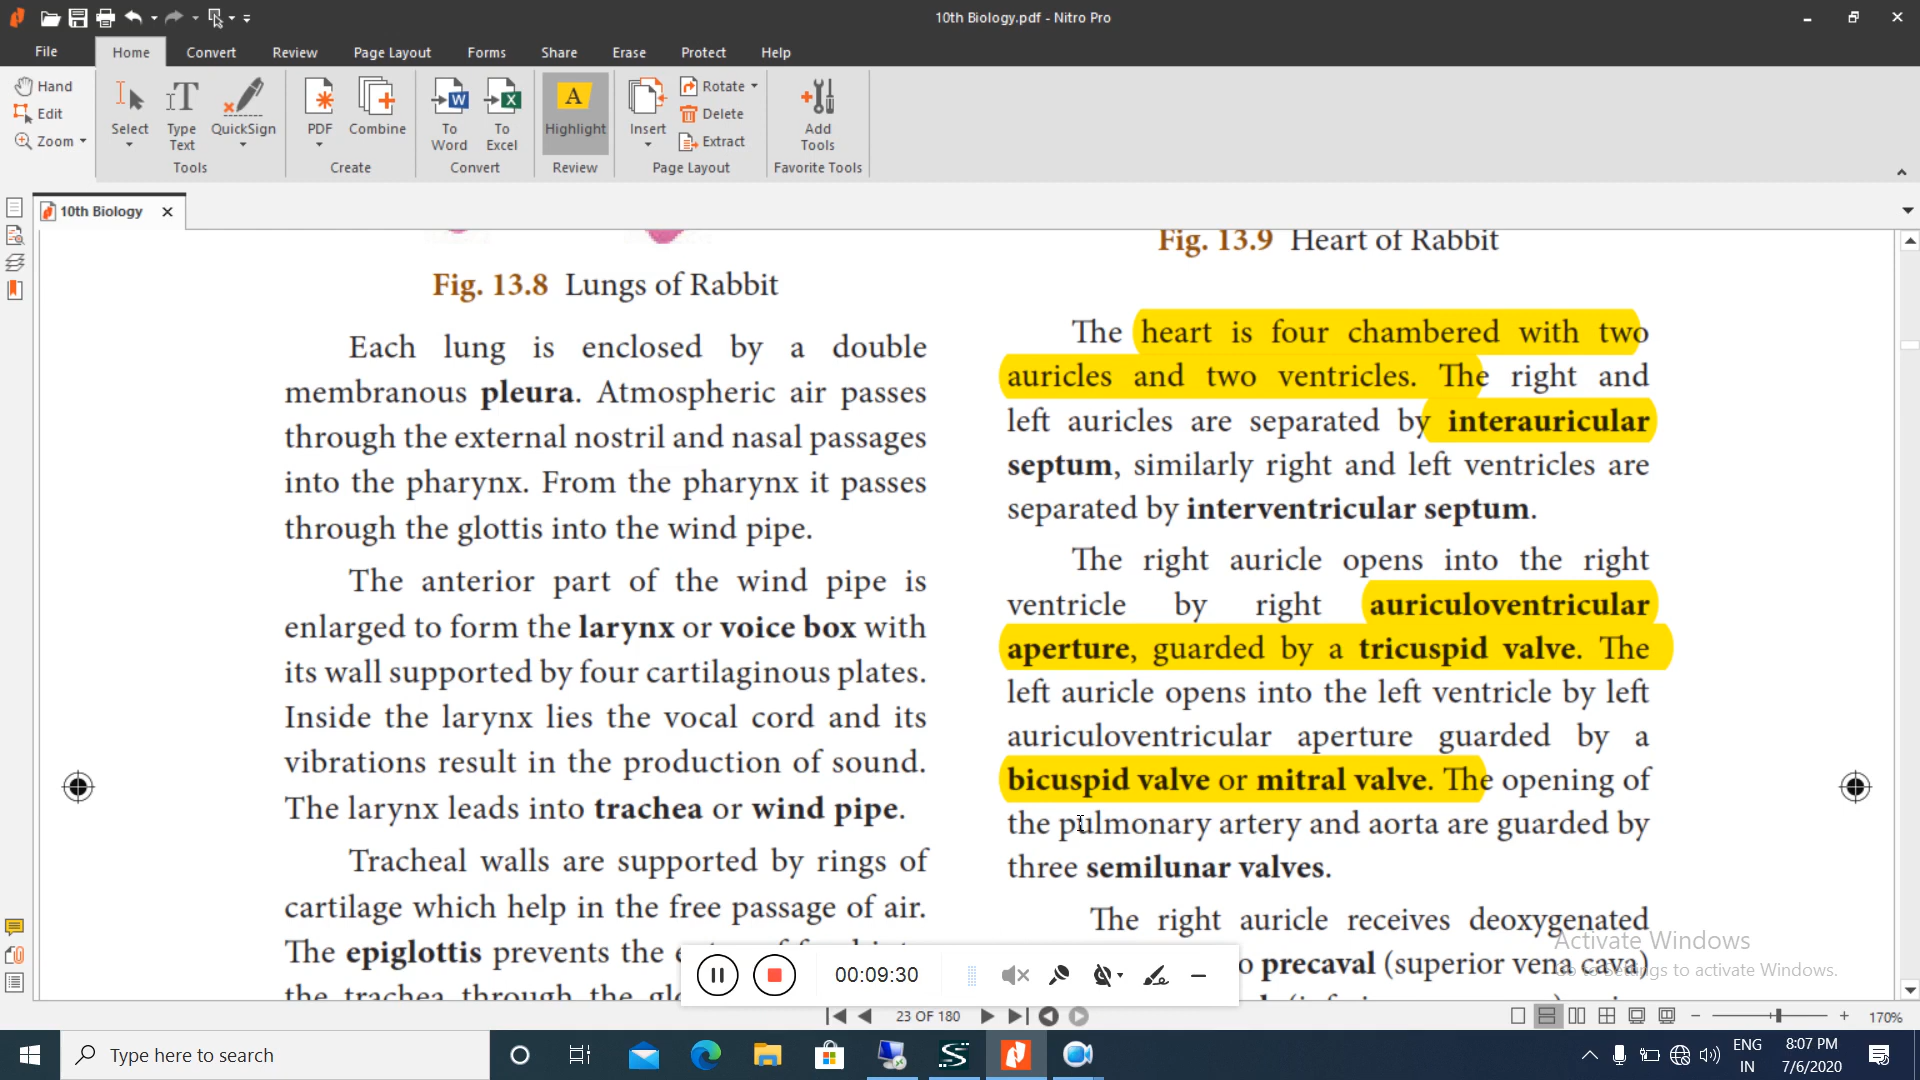 10th Biology.pdf - Nitro Pro
File Home Convert Review Page Layout Forms Share Erase Protect Help
Hand
Edit
Zoom
Select
Type
Text
QuickSign
Tools
PDF
Combine
Create
To
Word
To
Excel
Convert
A
Highlight
Review
Insert
Rotate
Delete
Extract
Page Layout
Add
Tools
Favorite Tools
10th Biology
Fig. 13.8 Lungs of Rabbit
Each lung is enclosed by a double
membranous pleura. Atmospheric air passes
through the external nostril and nasal passages
into the pharynx. From the pharynx it passes
through the glottis into the wind pipe.
The anterior part of the wind pipe is
enlarged to form the larynx or voice box with
its wall supported by four cartilaginous plates.
Inside the larynx lies the vocal cord and its
vibrations result in the production of sound.
The larynx leads into trachea or wind pipe.
Tracheal walls are supported by rings of
cartilage which help in the free passage of air.
The epiglottis prevents the
the trachea through the
Fig. 13.9 Heart of Rabbit
The heart is four chambered with two
auricles and two ventricles. The right and
left auricles are separated by interauricular
septum, similarly right and left ventricles are
separated by interventricular septum.
The right auricle opens into the right
ventricle by right auriculoventricular
aperture, guarded by a tricuspid valve. The
left auricle opens into the left ventricle by left
auriculoventricular aperture guarded by a
bicuspid valve or mitral valve. The opening of
the pulmonary artery and aorta are guarded by
three semilunar valves.
The right auricle receives deoxygenated
precaval (superior vena cava)
Activate Windows
Go to Settings to activate Windows.
00:09:30
23 OF 180
170%
Type here to search
ENG
IN
8:07 PM
7/6/2020